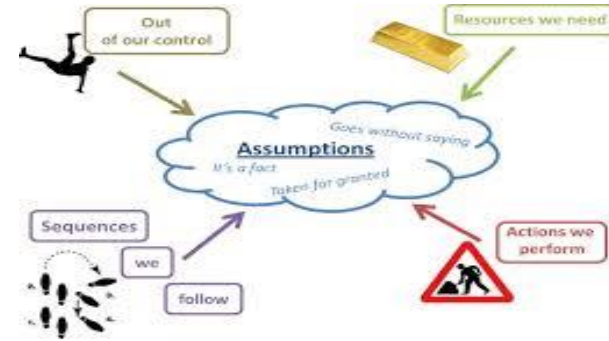 Out
of our control
Resources we need
Goes without saying
Assumptions
It's a fact
Taken for granted
Sequences
we
follow
Actions we
perform